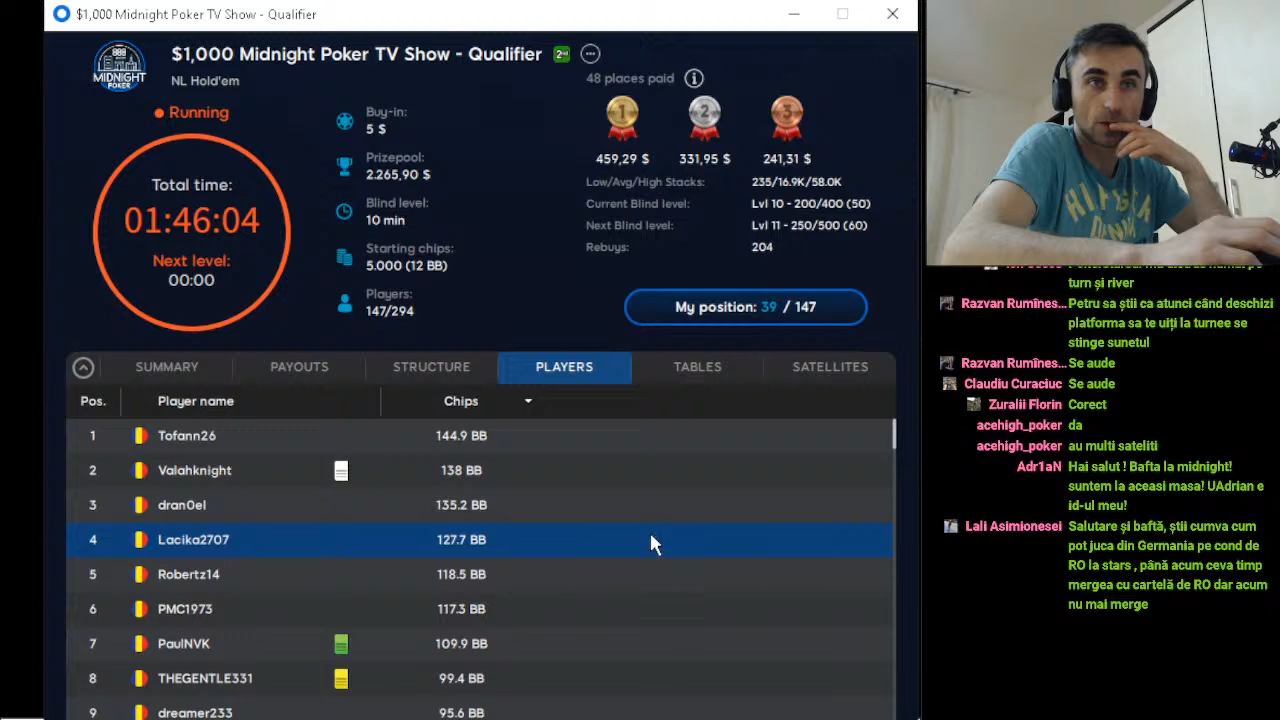 $1,000 Midnight Poker TV Show - Qualifier
888
MIDNIGHT
POKER
$1,000 Midnight Poker TV Show - Qualifier 2nd
NL Hold'em
Running
Total time:
01:46:04
Next level:
00:00
Buy-in:
5 $
Prizepool:
2.265,90 $
Blind level:
10 min
Starting chips:
5.000 (12 BB)
Players:
147/294
48 places paid
1 2 3
459,29 $ 331,95 $ 241,31 $
Low/Avg/High Stacks: 235/16.9K/58.0K
Current Blind level: Lvl 10 - 200/400 (50)
Next Blind level: Lvl 11 - 250/500 (60)
Rebuys: 204
My position: 39 / 147
SUMMARY PAYOUTS STRUCTURE PLAYERS TABLES SATELLITES
Pos. Player name Chips
1 Tofann26 144.9 BB
2 Valahknight 138 BB
3 dran0el 135.2 BB
4 Lacika2707 127.7 BB
5 Robertz14 118.5 BB
6 PMC1973 117.3 BB
7 PaulNVK 109.9 BB
8 THEGENTLE331 99.4 BB
9 dreamer233 95.6 BB
turn și river
Razvan Rumînes... Petru sa știi ca atunci când deschizi
platforma sa te uiți la turnee se
stinge sunetul
Razvan Rumînes... Se aude
Claudiu Curaciuc Se aude
Zuralii Florin Corect
acehigh_poker da
acehigh_poker au multi sateliti
Adr1aN Hai salut ! Bafta la midnight!
suntem la aceasi masa! UAdrian e
id-ul meu!
Lali Asimionesei Salutare și baftă, știi cumva cum
pot juca din Germania pe cond de
RO la stars , până acum ceva timp
mergea cu cartelă de RO dar acum
nu mai merge